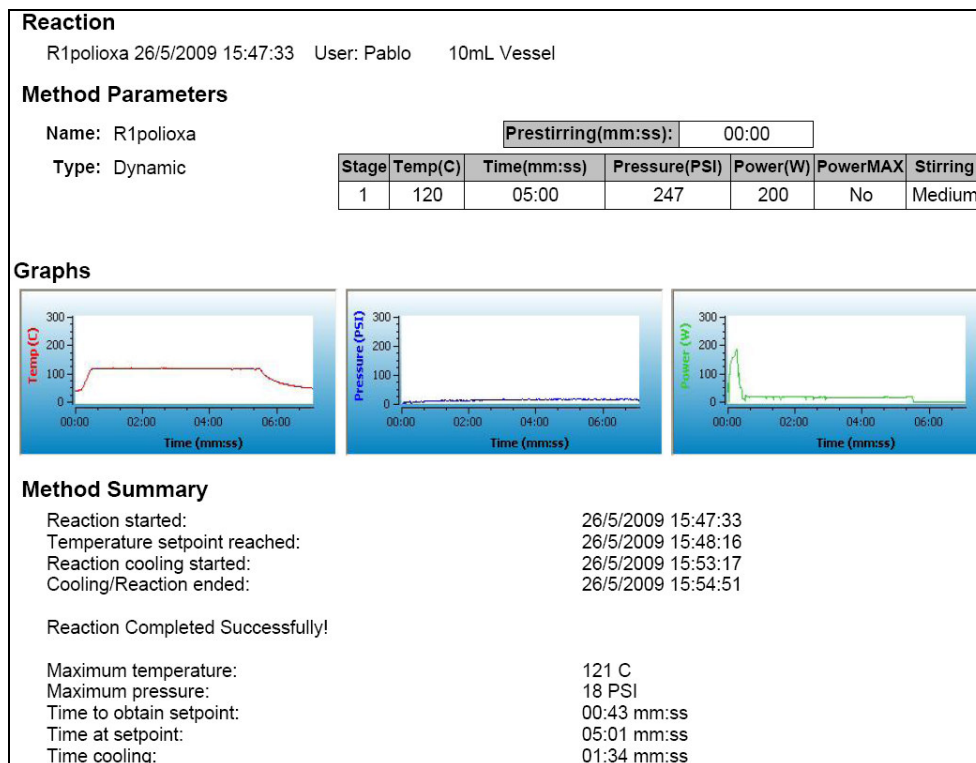 Reaction
R1polioxa 26/5/2009 15:47:33 User: Pablo 10mL Vessel
Method Parameters
Name: R1polioxa Prestirring(mm:ss): 00:00
Type: Dynamic
Stage Temp(C) Time(mm:ss) Pressure(PSI) Power(W) PowerMAX Stirring
1 120 05:00 247 200 No Medium
Graphs
Temp (C)
300
200
100
0
00:00 02:00 04:00 06:00
Time (mm:ss)
Pressure (PSI)
300
200
100
0
00:00 02:00 04:00 06:00
Time (mm:ss)
Power (W)
300
200
100
0
00:00 02:00 04:00 06:00
Time (mm:ss)
Method Summary
Reaction started: 26/5/2009 15:47:33
Temperature setpoint reached: 26/5/2009 15:48:16
Reaction cooling started: 26/5/2009 15:53:17
Cooling/Reaction ended: 26/5/2009 15:54:51
Reaction Completed Successfully!
Maximum temperature: 121 C
Maximum pressure: 18 PSI
Time to obtain setpoint: 00:43 mm:ss
Time at setpoint: 05:01 mm:ss
Time cooling: 01:34 mm:ss